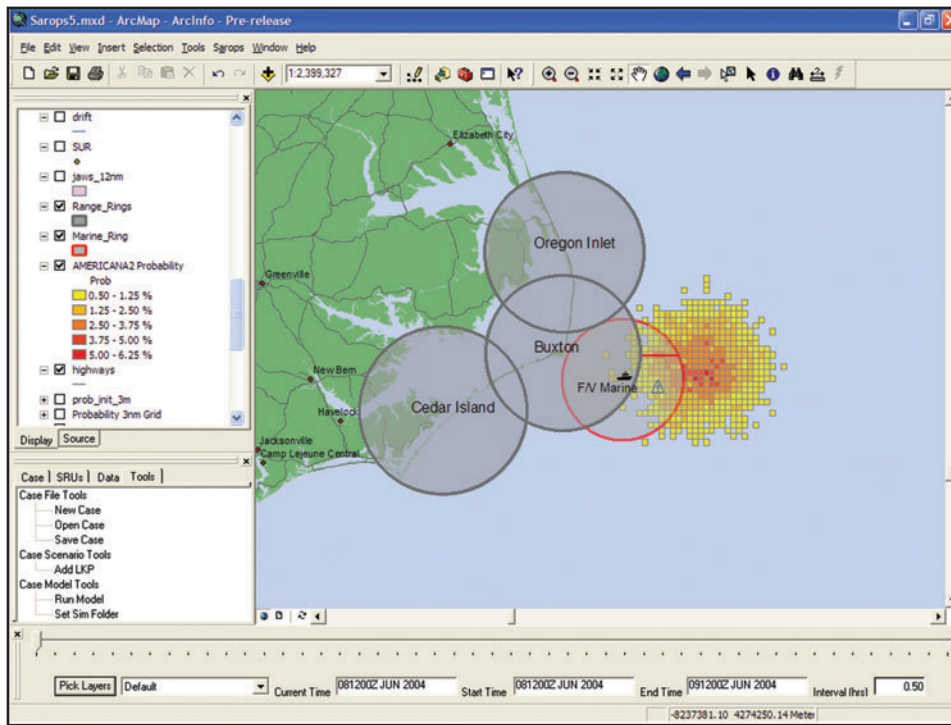 Sarops5.mxd - ArcMap - ArcInfo - Pre-release
File Edit View Insert Selection Tools Sarops Window Help
1:2,399,327
drift
SUR
jaws_12nm
Range_Rings
Marine_Ring
AMERICANA2 Probability
Prob
0.50 - 1.25 %
1.25 - 2.50 %
2.50 - 3.75 %
3.75 - 5.00 %
5.00 - 6.25 %
highways
prob_init_3m
Probability 3nm Grid
Display Source
Elizabeth City
Oregon Inlet
Greenville
Buxton
New Bern
F/V Marine
Havelock
Cedar Island
Jacksonville
Camp Lejeune Central
Case SRUs Data Tools
Case File Tools
New Case
Open Case
Save Case
Case Scenario Tools
Add LKP
Case Model Tools
Run Model
Set Sim Folder
Pick Layers Default Current Time 081200Z JUN 2004 Start Time 081200Z JUN 2004 End Time 091200Z JUN 2004 Interval (hrs) 0.50
-8237381.10 4274250.14 Meter